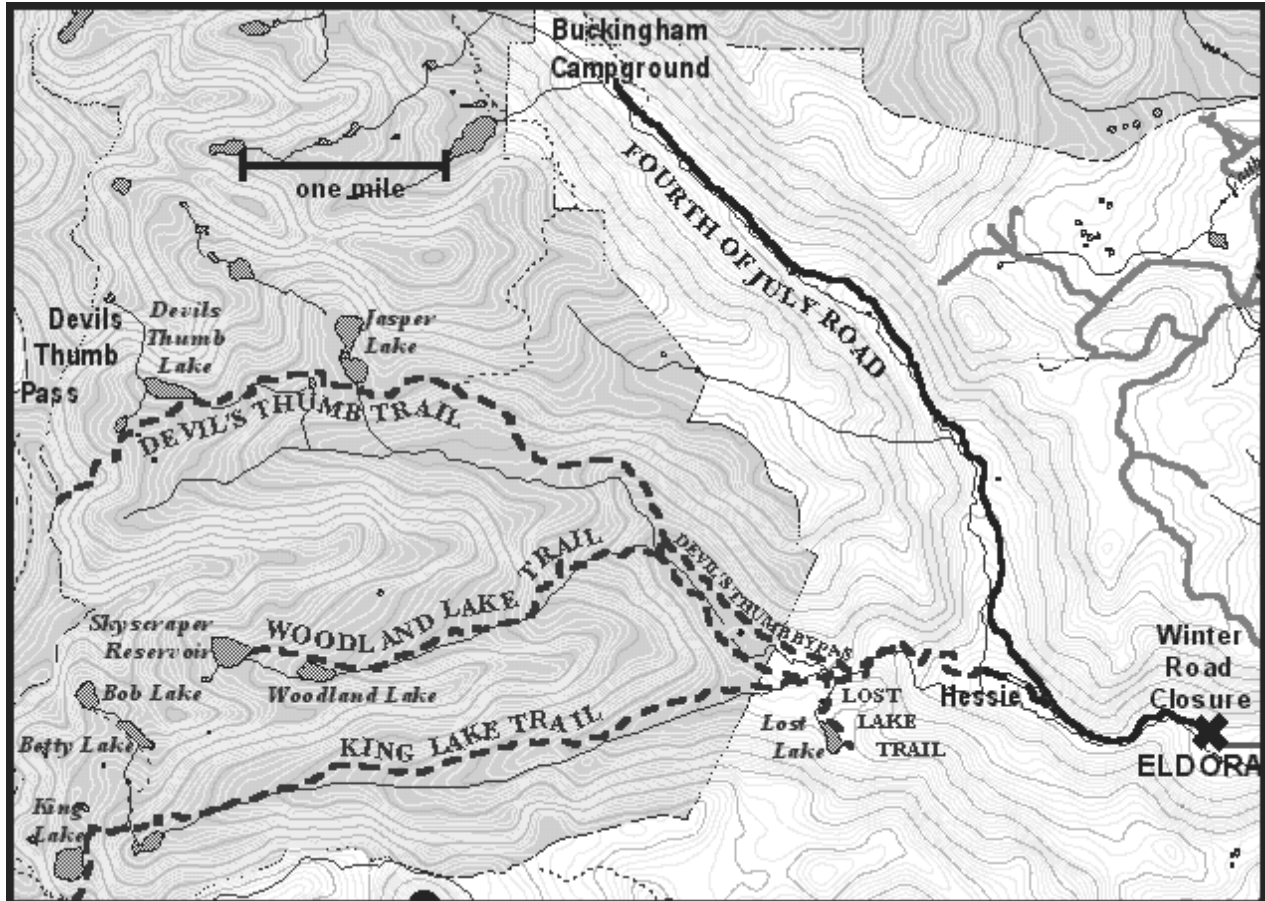 Buckingham
Campground
one mile
FOURTH OF JULY ROAD
Devils
Thumb
Pass
Devils
Thumb
Lake
Jasper
Lake
DEVIL'S THUMB TRAIL
DEVIL'S THUMB BYPAS
WOODLAND LAKE TRAIL
Skyscraper
Reservoir
Woodland Lake
Bob Lake
Betty Lake
KING LAKE TRAIL
King
Lake
Lost
Lake
LOST
LAKE
TRAIL
Hessie
Winter
Road
Closure
ELDORA